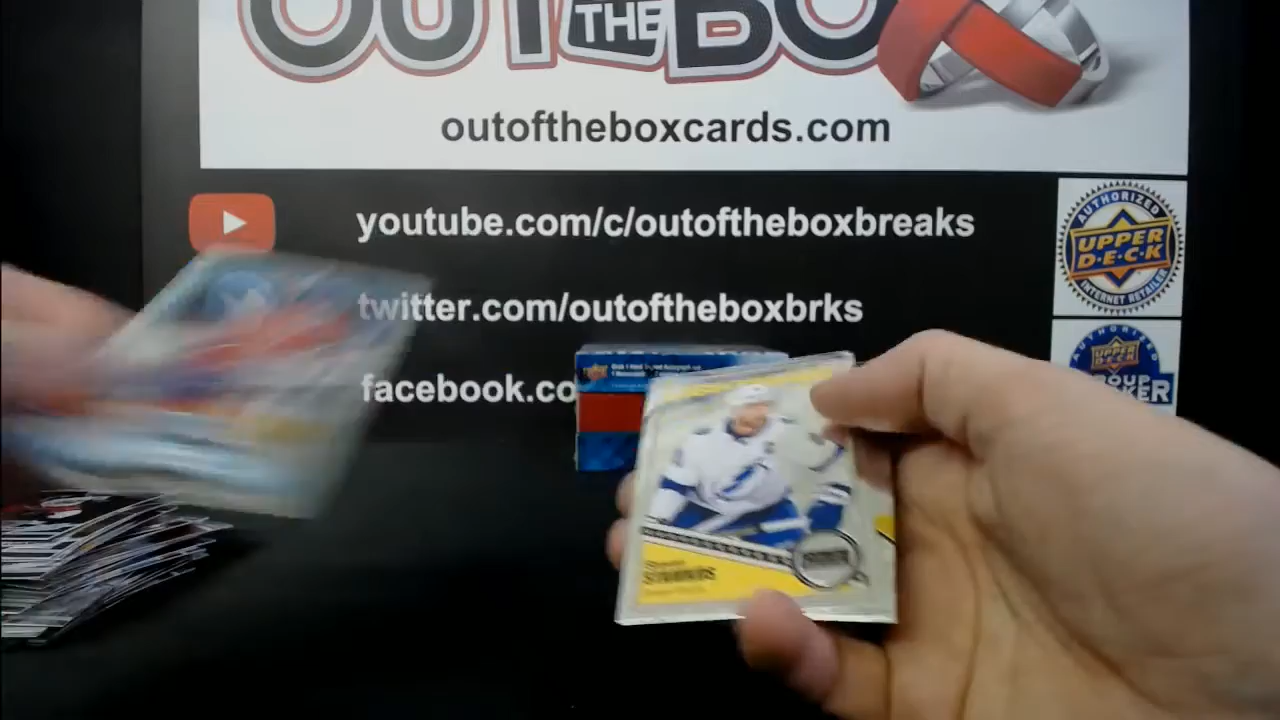 OUT OF THE BO
outoftheboxcards.com
youtube.com/c/outoftheboxbreaks
twitter.com/outoftheboxbrks
facebook.co
AUTHORIZED
UPPER
D·E·C·K
INTERNET RETAILER
AUTHORIZED
UPPER
DECK
STAMKOS